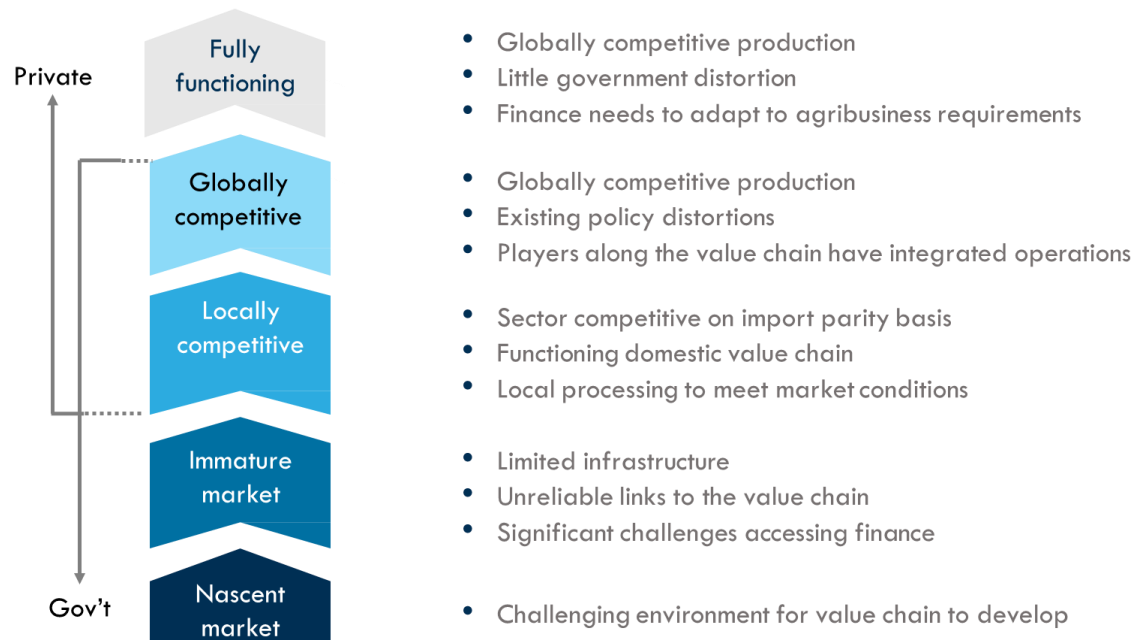 Private
Fully
functioning
• Globally competitive production
• Little government distortion
• Finance needs to adapt to agribusiness requirements
Globally
competitive
• Globally competitive production
• Existing policy distortions
• Players along the value chain have integrated operations
Locally
competitive
• Sector competitive on import parity basis
• Functioning domestic value chain
• Local processing to meet market conditions
Immature
market
• Limited infrastructure
• Unreliable links to the value chain
• Significant challenges accessing finance
Gov't
Nascent
market
• Challenging environment for value chain to develop